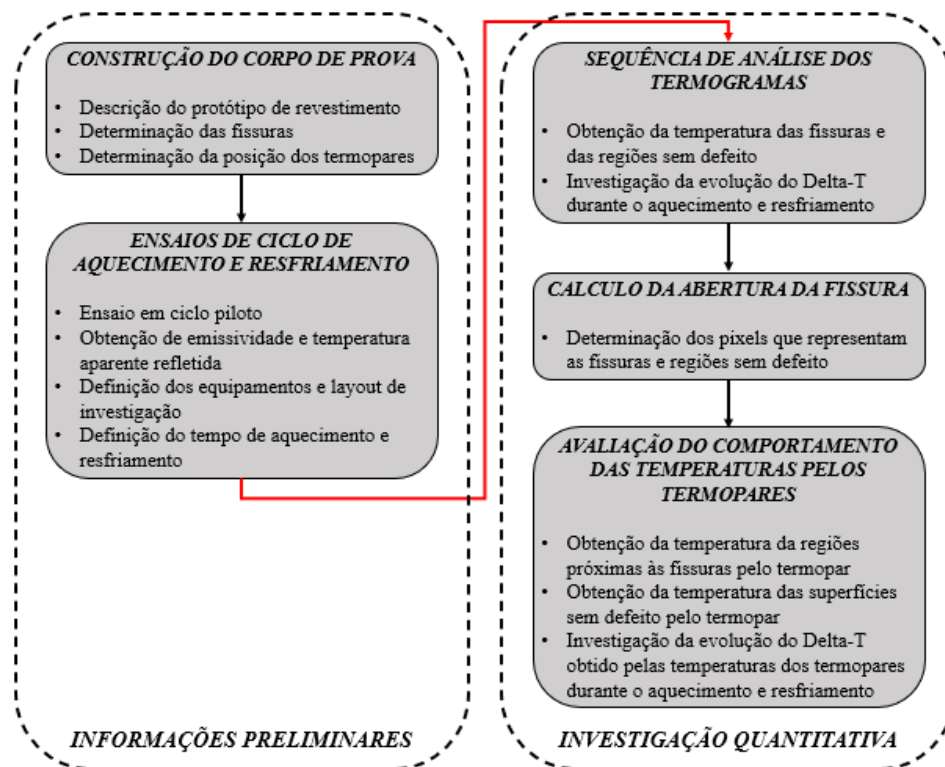 CONSTRUÇÃO DO CORPO DE PROVA
• Descrição do protótipo de revestimento
• Determinação das fissuras
• Determinação da posição dos termopares
ENSAIOS DE CICLO DE
AQUECIMENTO E RESFRIAMENTO
• Ensaio em ciclo piloto
• Obtenção de emissividade e temperatura
aparente refletida
• Definição dos equipamentos e layout de
investigação
• Definição do tempo de aquecimento e
resfriamento
INFORMAÇÕES PRELIMINARES
SEQUÊNCIA DE ANÁLISE DOS
TERMOGRAMAS
• Obtenção da temperatura das fissuras e
das regiões sem defeito
• Investigação da evolução do Delta-T
durante o aquecimento e resfriamento
CALCULO DA ABERTURA DA FISSURA
• Determinação dos pixels que representam
as fissuras e regiões sem defeito
AVALIAÇÃO DO COMPORTAMENTO
DAS TEMPERATURAS PELOS
TERMOPARES
• Obtenção da temperatura da regiões
próximas às fissuras pelo termopar
• Obtenção da temperatura das superfícies
sem defeito pelo termopar
• Investigação da evolução do Delta-T
obtido pelas temperaturas dos termopares
durante o aquecimento e resfriamento
INVESTIGAÇÃO QUANTITATIVA